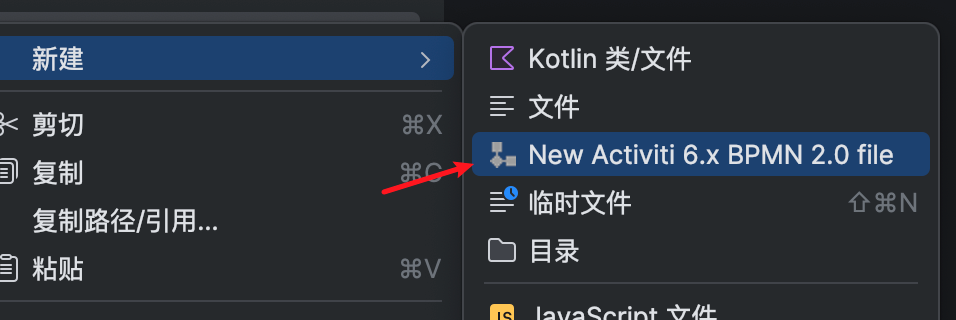 新建
剪切 ⌘X
复制 ⌘C
复制路径/引用...
粘贴 ⌘V
Kotlin 类/文件
文件
New Activiti 6.x BPMN 2.0 file
临时文件 ⇧⌘N
目录
JS JavaScript 文件